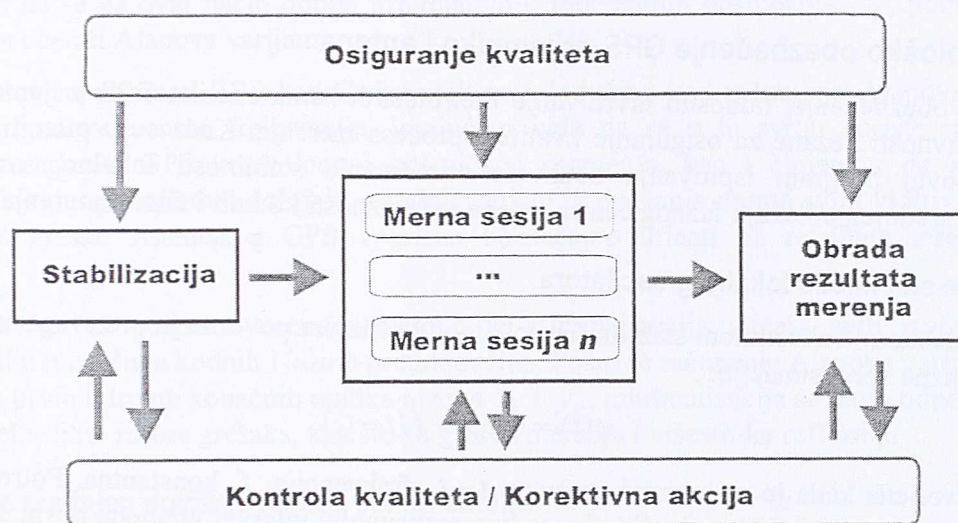 Osiguranje kvaliteta
Stabilizacija
Merna sesija 1
...
Merna sesija n
Obrada
rezultata
merenja
Kontrola kvaliteta / Korektivna akcija